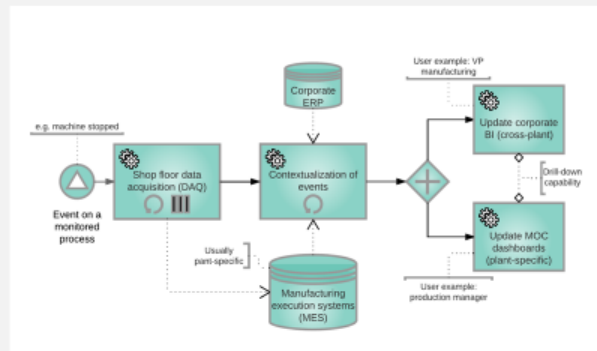 User example: VP
manufacturing
Corporate
ERP
e.g. machine stopped
Update corporate
BI (cross-plant)
Shop floor data
acquisition (DAQ)
Contextualization of
events
Drill-down
capability
Event on a
monitored
process
Usually
pant-specific
Update MOC
dashboards
(plant-specific)
Manufacturing
execution systems
(MES)
User example:
production manager